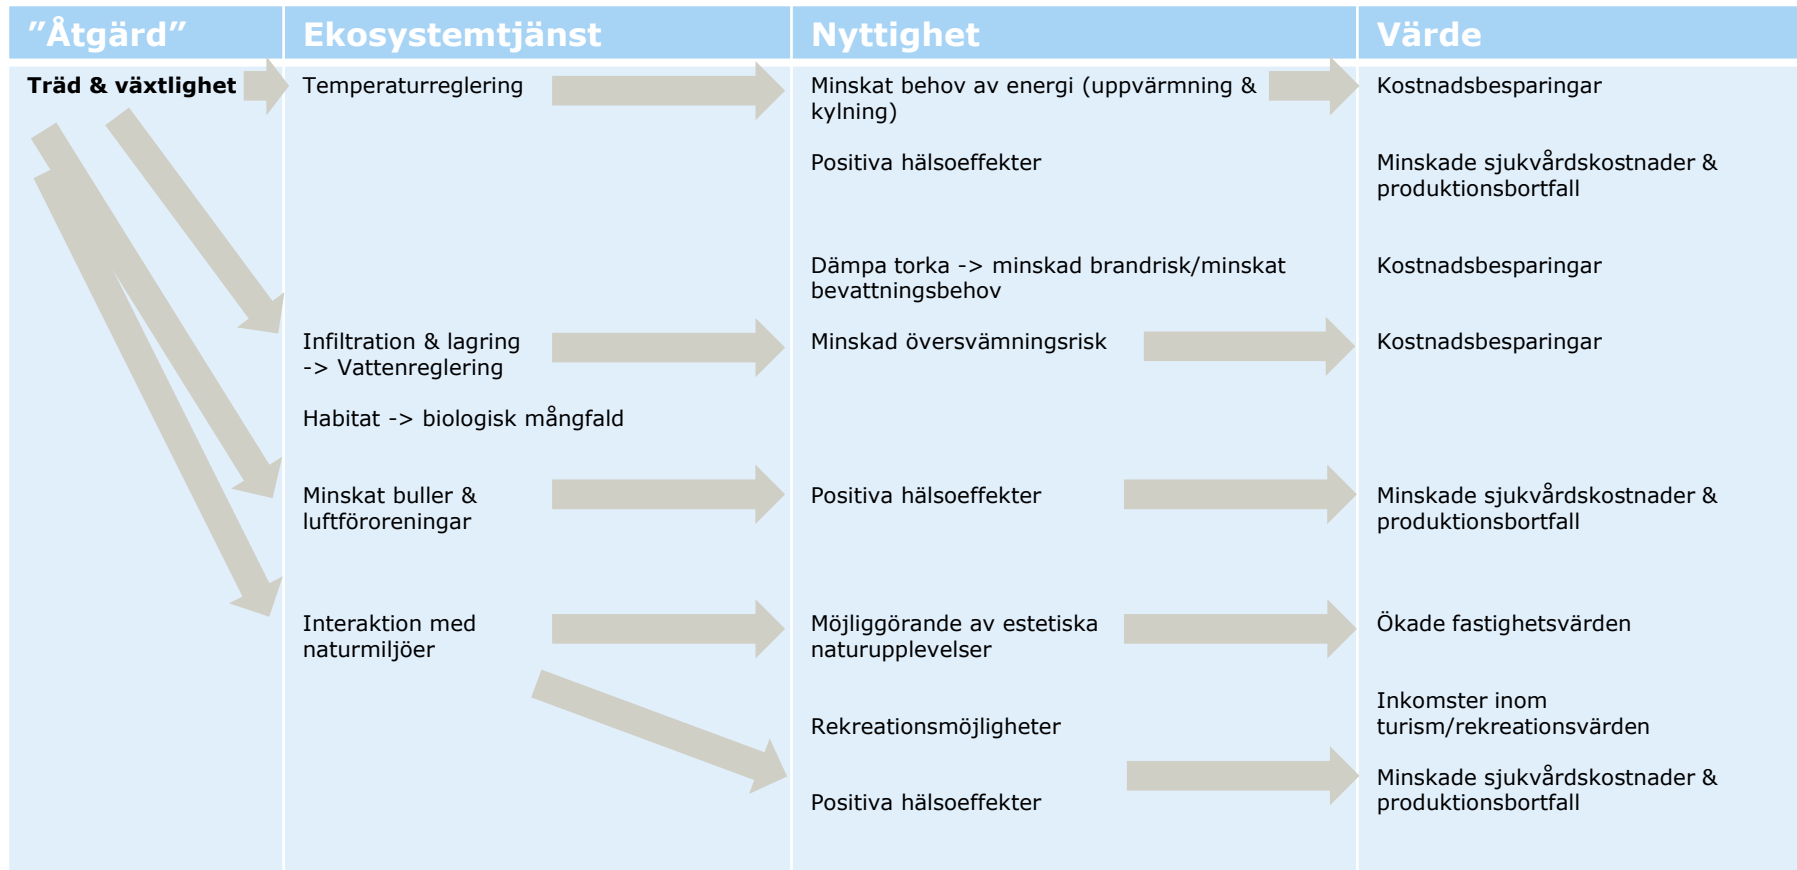 ”Åtgärd”
Ekosystemtjänst
Nyttighet
Värde
Träd & växtlighet
Temperaturreglering
Minskat behov av energi (uppvärmning &
kylning)
Kostnadsbesparingar
Positiva hälsoeffekter
Minskade sjukvårdskostnader &
produktionsbortfall
Dämpa torka -> minskad brandrisk/minskat
bevattningsbehov
Kostnadsbesparingar
Infiltration & lagring
-> Vattenreglering
Minskad översvämningsrisk
Kostnadsbesparingar
Habitat -> biologisk mångfald
Minskat buller &
luftföroreningar
Positiva hälsoeffekter
Minskade sjukvårdskostnader &
produktionsbortfall
Interaktion med
naturmiljöer
Möjliggörande av estetiska
naturupplevelser
Ökade fastighetsvärden
Rekreationsmöjligheter
Inkomster inom
turism/rekreationsvärden
Positiva hälsoeffekter
Minskade sjukvårdskostnader &
produktionsbortfall